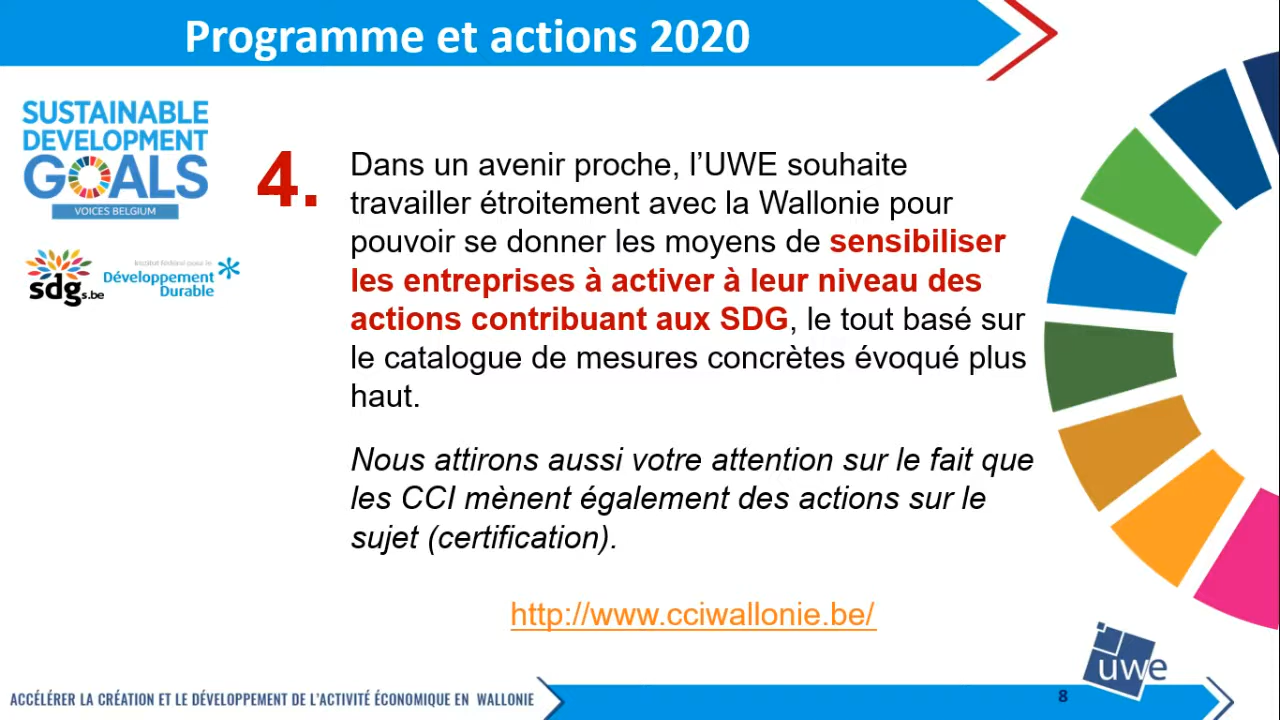 Programme et actions 2020
SUSTAINABLE
DEVELOPMENT
GOALS
VOICES BELGIUM
sdgs.be
Institut fédéral pour le
Développement
Durable
4.
Dans un avenir proche, l’UWE souhaite
travailler étroitement avec la Wallonie pour
pouvoir se donner les moyens de sensibiliser
les entreprises à activer à leur niveau des
actions contribuant aux SDG, le tout basé sur
le catalogue de mesures concrètes évoqué plus
haut.
Nous attirons aussi votre attention sur le fait que
les CCI mènent également des actions sur le
sujet (certification).
http://www.cciwallonie.be/
uwe
ACCÉLÉRER LA CRÉATION ET LE DÉVELOPPEMENT DE L’ACTIVITÉ ÉCONOMIQUE EN WALLONIE
8